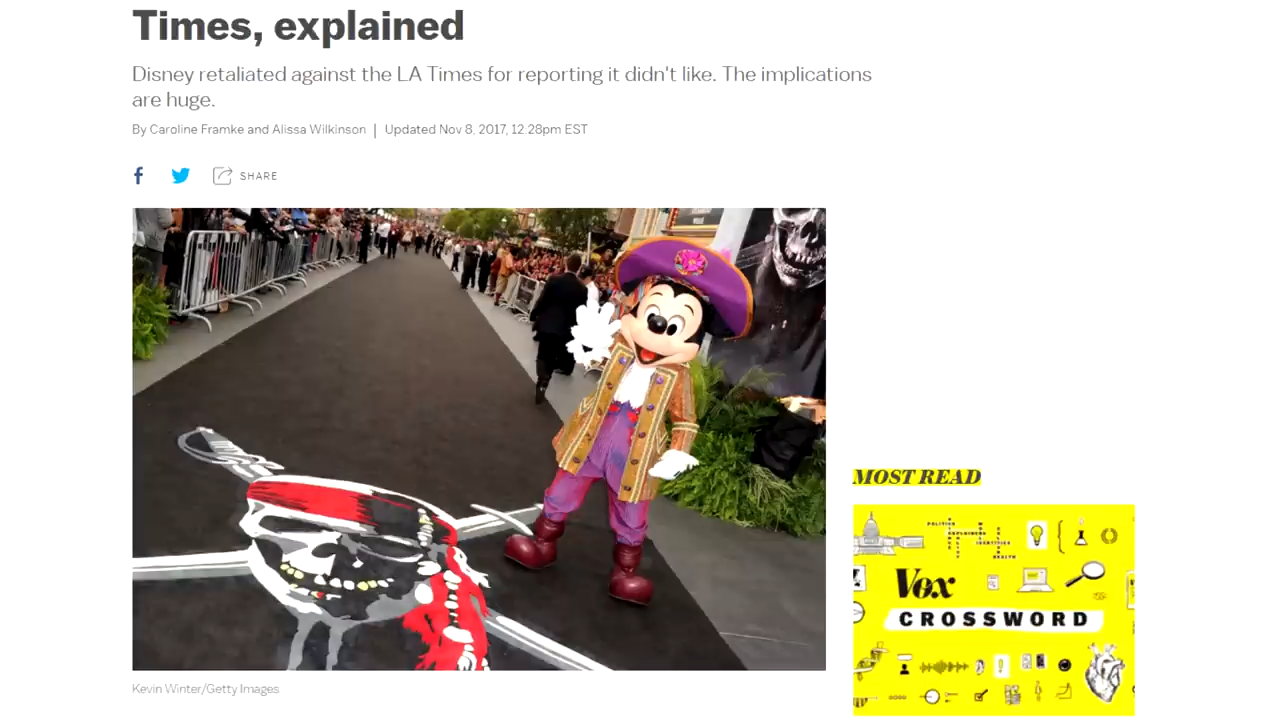 Times, explained
Disney retaliated against the LA Times for reporting it didn't like. The implications
are huge.
By Caroline Framke and Alissa Wilkinson | Updated Nov 8, 2017, 12:28pm EST
SHARE
MOST READ
Vox
CROSSWORD
Kevin Winter/Getty Images